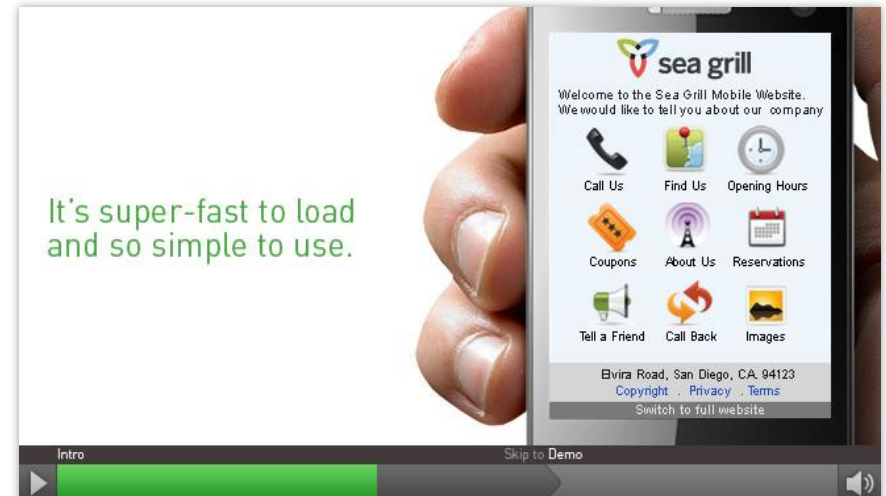 It's super-fast to load
and so simple to use.
sea grill
Welcome to the Sea Grill Mobile Website.
We would like to tell you about our company
Call Us
Find Us
Opening Hours
Coupons
About Us
Reservations
Tell a Friend
Call Back
Images
Elvira Road, San Diego, CA. 94123
Copyright . Privacy . Terms
Switch to full website
Intro
Skip to Demo